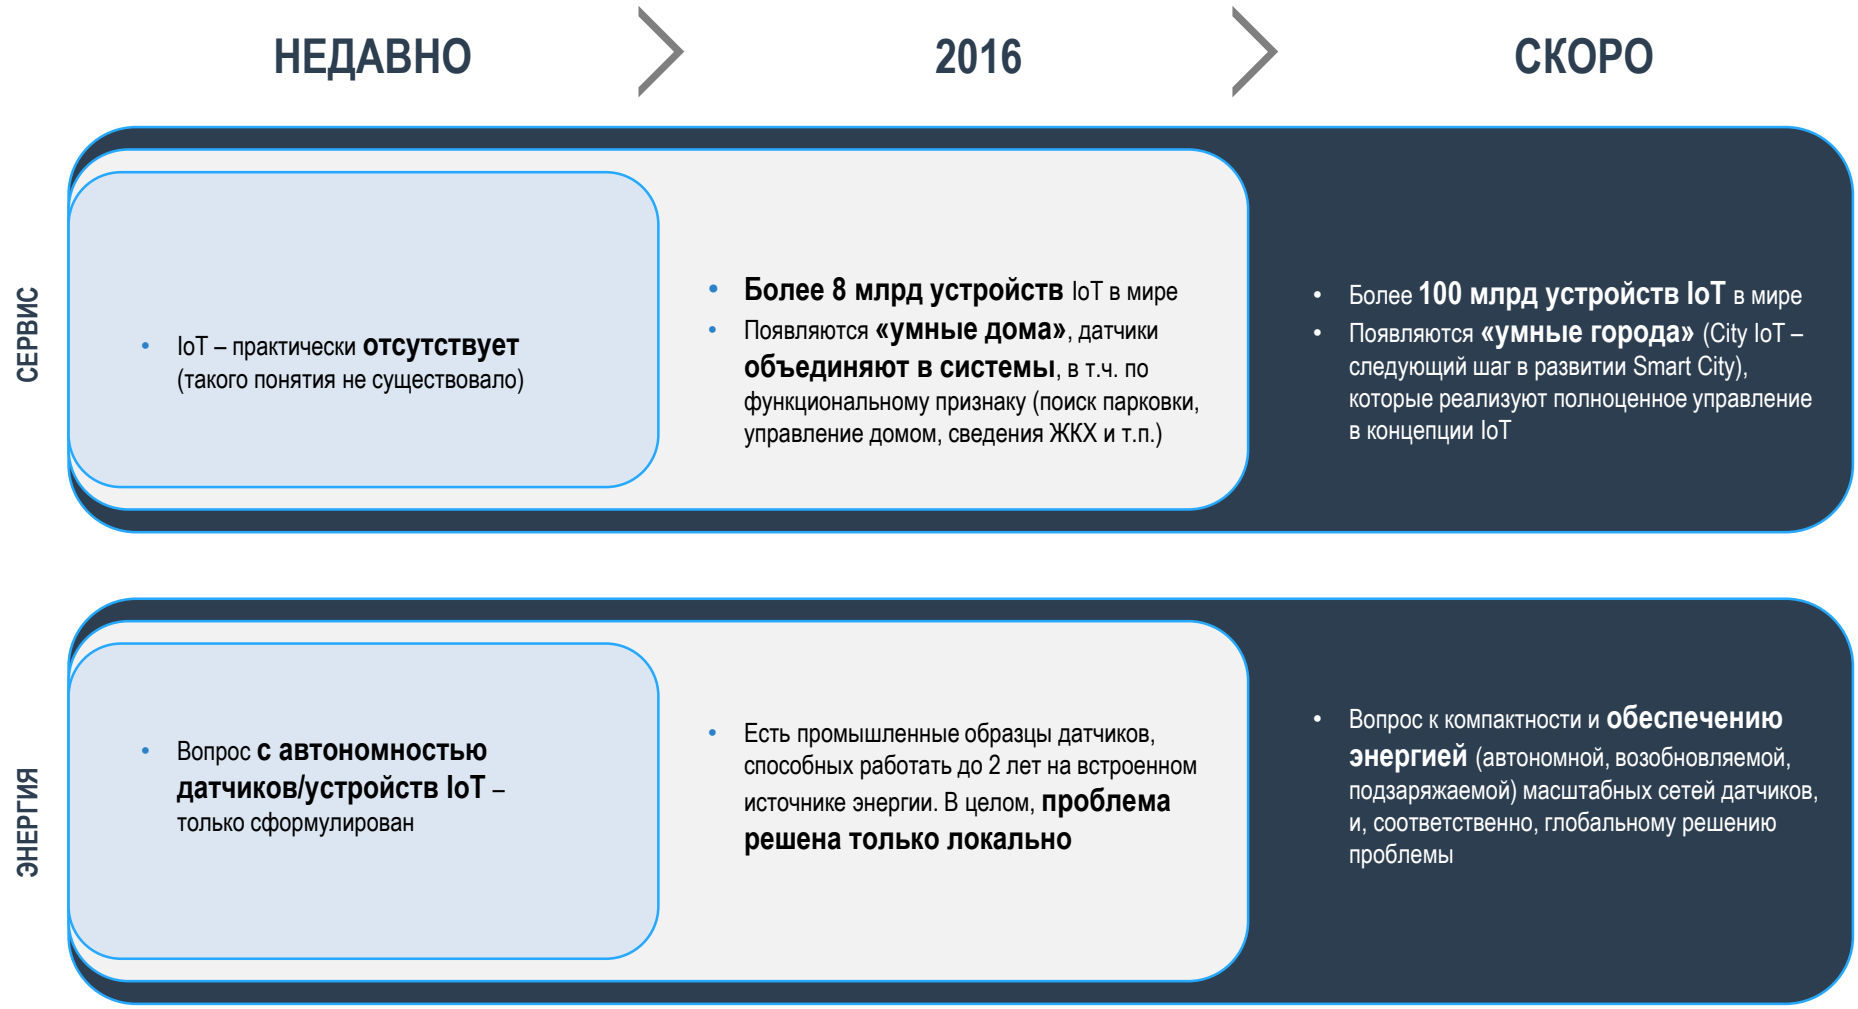 НЕДАВНО
2016
СКОРО
СЕРВИС
• IoT – практически отсутствует
(такого понятия не существовало)
• Более 8 млрд устройств IoT в мире
• Появляются «умные дома», датчики
объединяют в системы, в т.ч. по
функциональному признаку (поиск парковки,
управление домом, сведения ЖКХ и т.п.)
• Более 100 млрд устройств IoT в мире
• Появляются «умные города» (City IoT –
следующий шаг в развитии Smart City),
которые реализуют полноценное управление
в концепции IoT
ЭНЕРГИЯ
• Вопрос с автономностью
датчиков/устройств IoT –
только сформулирован
• Есть промышленные образцы датчиков,
способных работать до 2 лет на встроенном
источнике энергии. В целом, проблема
решена только локально
• Вопрос к компактности и обеспечению
энергией (автономной, возобновляемой,
подзаряжаемой) масштабных сетей датчиков,
и, соответственно, глобальному решению
проблемы